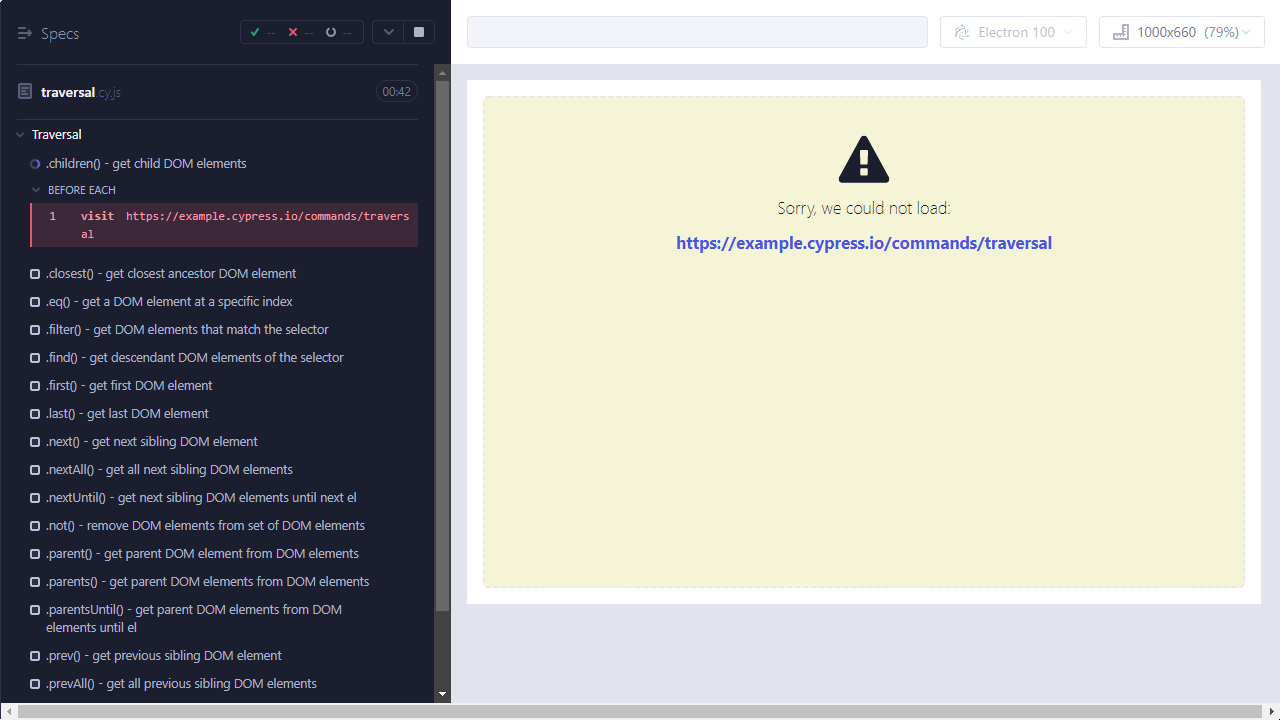 Specs
--
--
--
Electron 100
1000x660 (79%)
traversal cy.js
00:42
Traversal
.children() - get child DOM elements
BEFORE EACH
1 visit https://example.cypress.io/commands/travers
al
.closest() - get closest ancestor DOM element
.eq() - get a DOM element at a specific index
.filter() - get DOM elements that match the selector
.find() - get descendant DOM elements of the selector
.first() - get first DOM element
.last() - get last DOM element
.next() - get next sibling DOM element
.nextAll() - get all next sibling DOM elements
.nextUntil() - get next sibling DOM elements until next el
.not() - remove DOM elements from set of DOM elements
.parent() - get parent DOM element from DOM elements
.parents() - get parent DOM elements from DOM elements
.parentsUntil() - get parent DOM elements from DOM
elements until el
.prev() - get previous sibling DOM element
.prevAll() - get all previous sibling DOM elements
Sorry, we could not load:
https://example.cypress.io/commands/traversal